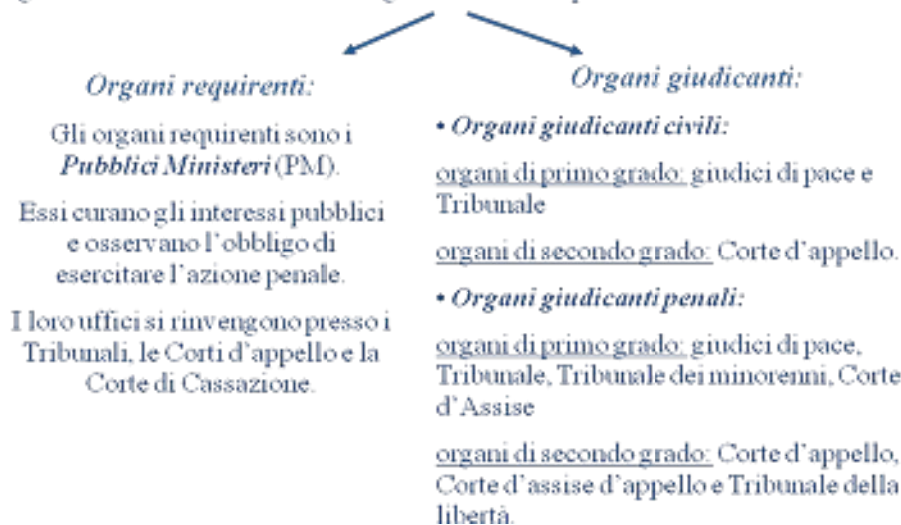 Organi requirenti:
Gli organi requirenti sono i
Pubblici Ministeri (PM).
Essi curano gli interessi pubblici
e osservano l'obbligo di
esercitare l'azione penale.
I loro uffici si rinvengono presso i
Tribunali, le Corti d'appello e la
Corte di Cassazione.
Organi giudicanti:
• Organi giudicanti civili:
organi di primo grado: giudici di pace e
Tribunale
organi di secondo grado: Corte d'appello.
• Organi giudicanti penali:
organi di primo grado: giudici di pace,
Tribunale, Tribunale dei minorenni, Corte
d'Assise
organi di secondo grado: Corte d'appello,
Corte d'assise d'appello e Tribunale della
libertà.